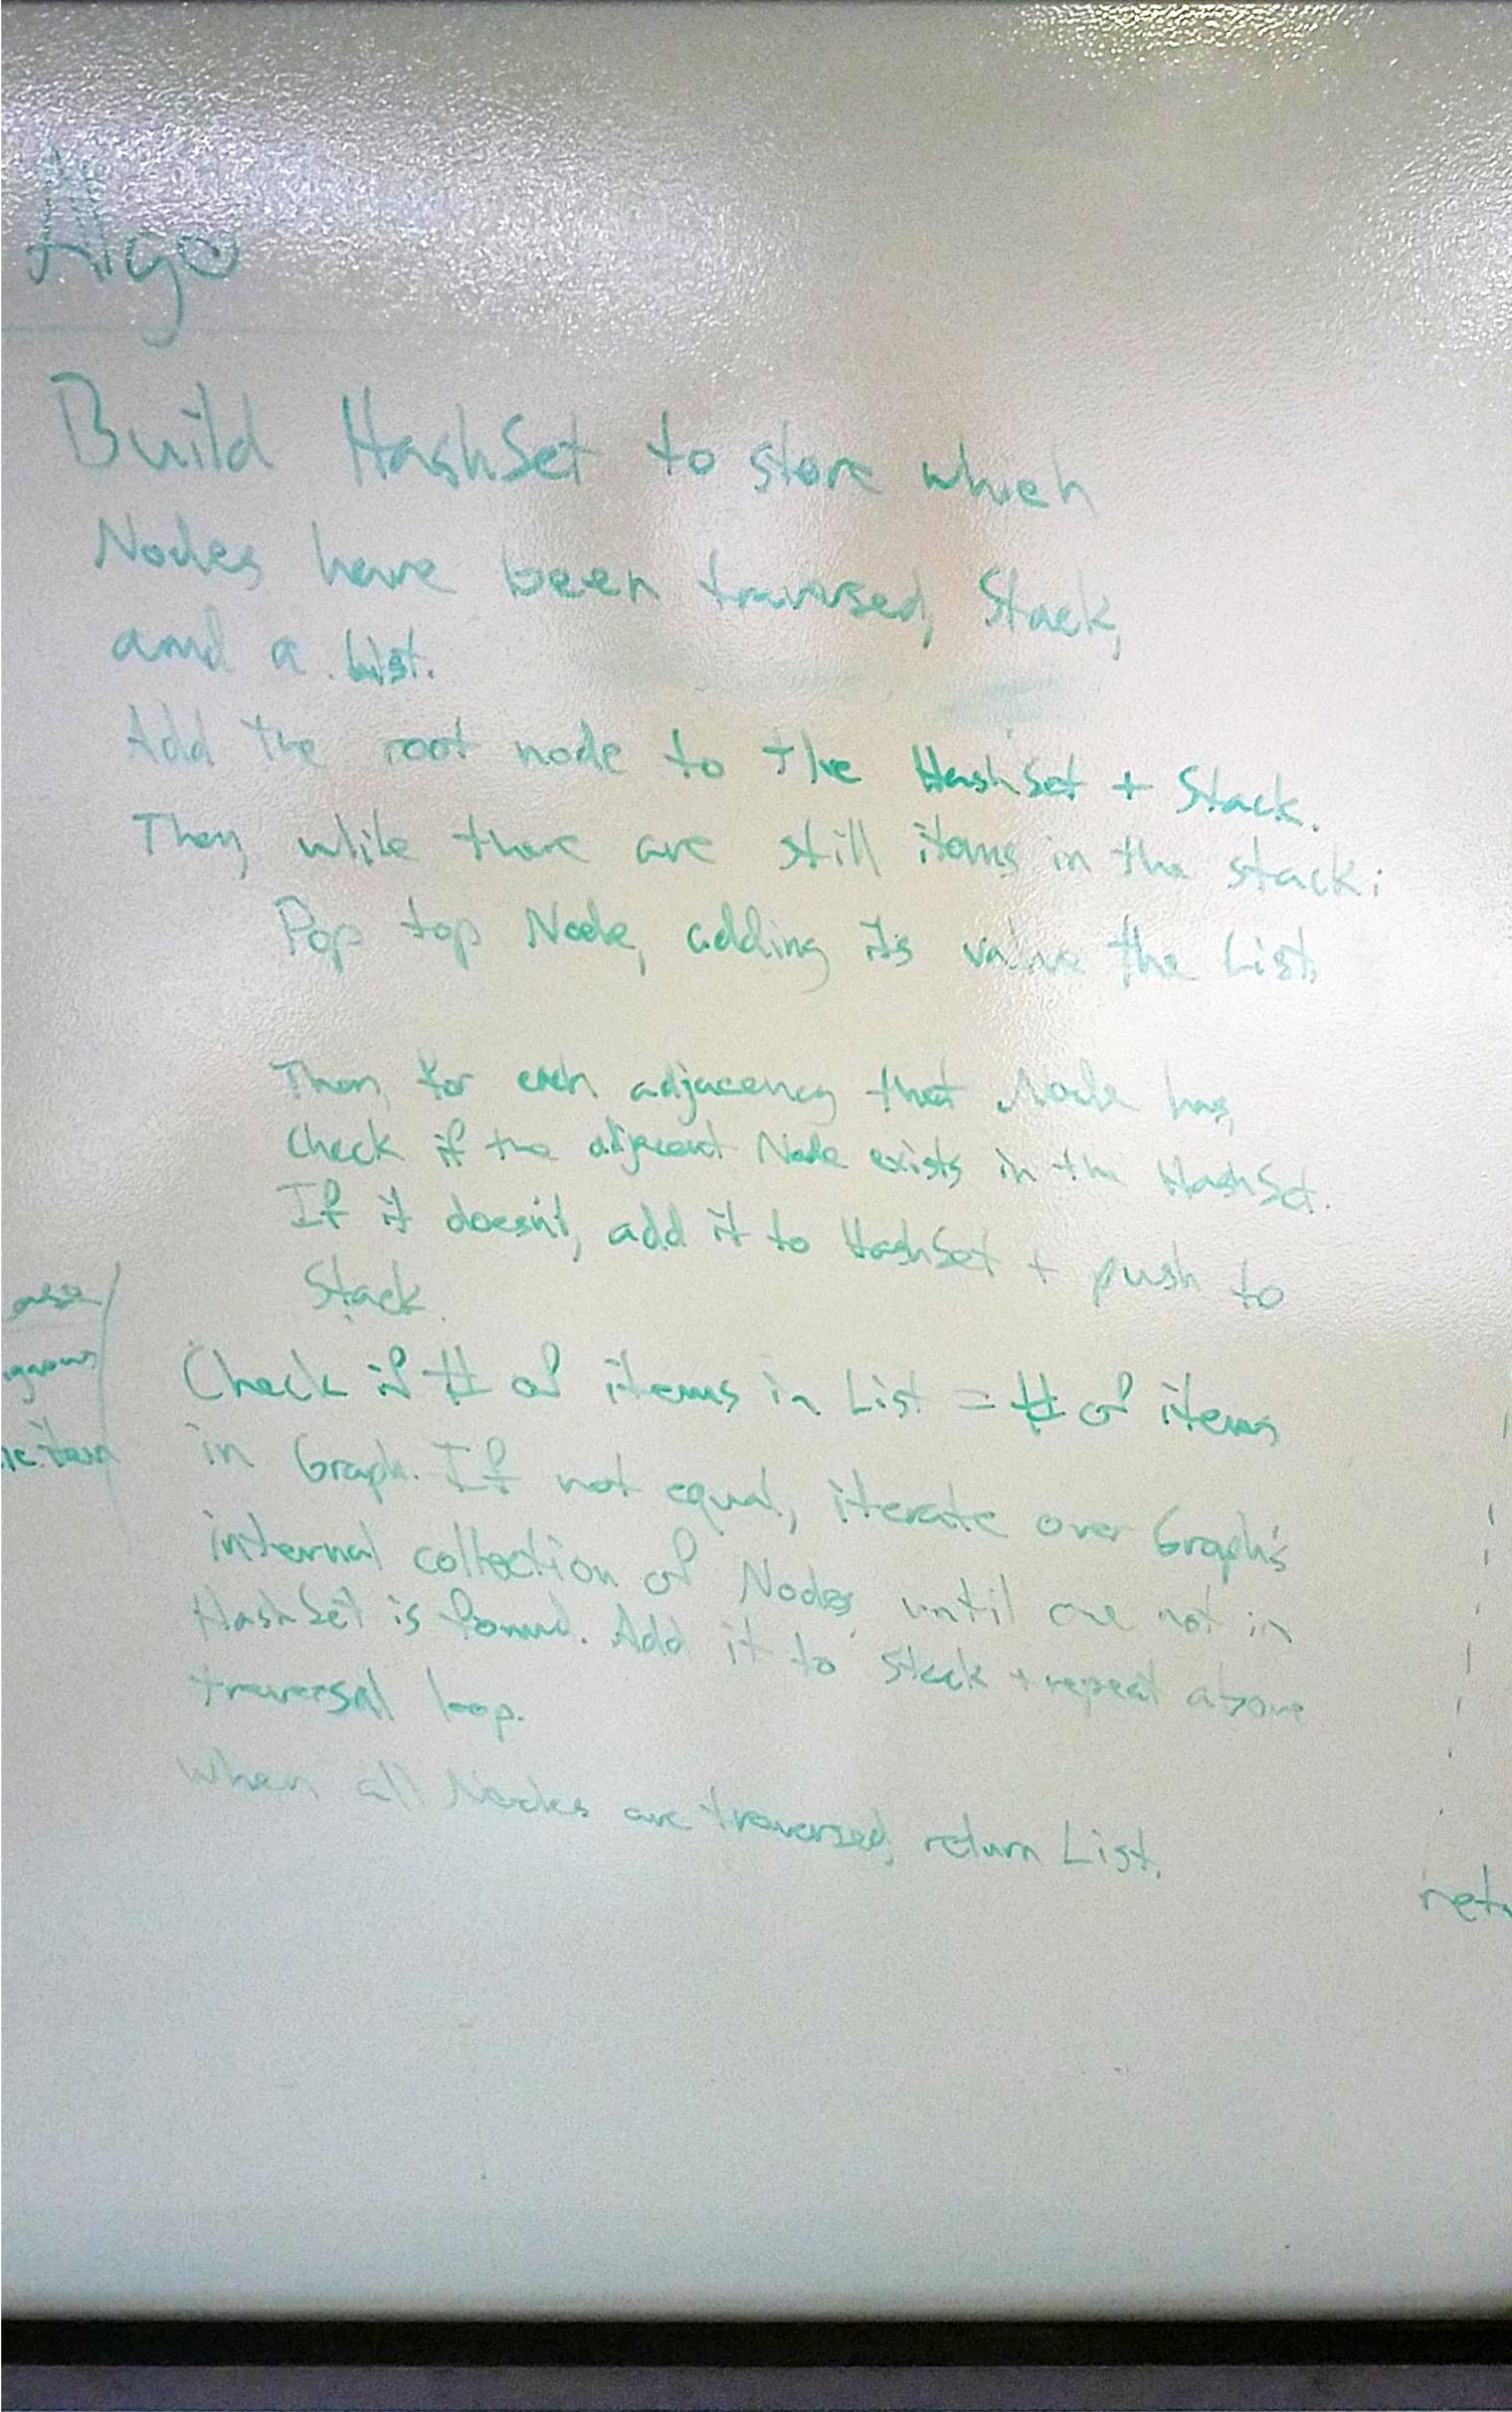 Algo
Build HashSet to store which
Nodes have been traversed, Stack,
and a List.
Add the root node to the HashSet + Stack.
Then, while there are still items in the stack:
Pop top Node, adding its value the List.
Then, for each adjacency that Node has,
check if the adjacent Node exists in the HashSet.
If it doesn't, add it to HashSet + push to
Stack.
Check if # of items in List = # of items
in Graph. If not equal, iterate over Graph's
internal collection of Nodes, until one not in
HashSet is found. Add it to stack + repeat above
traversal loop.
When all Nodes are traversed, return List.
retu